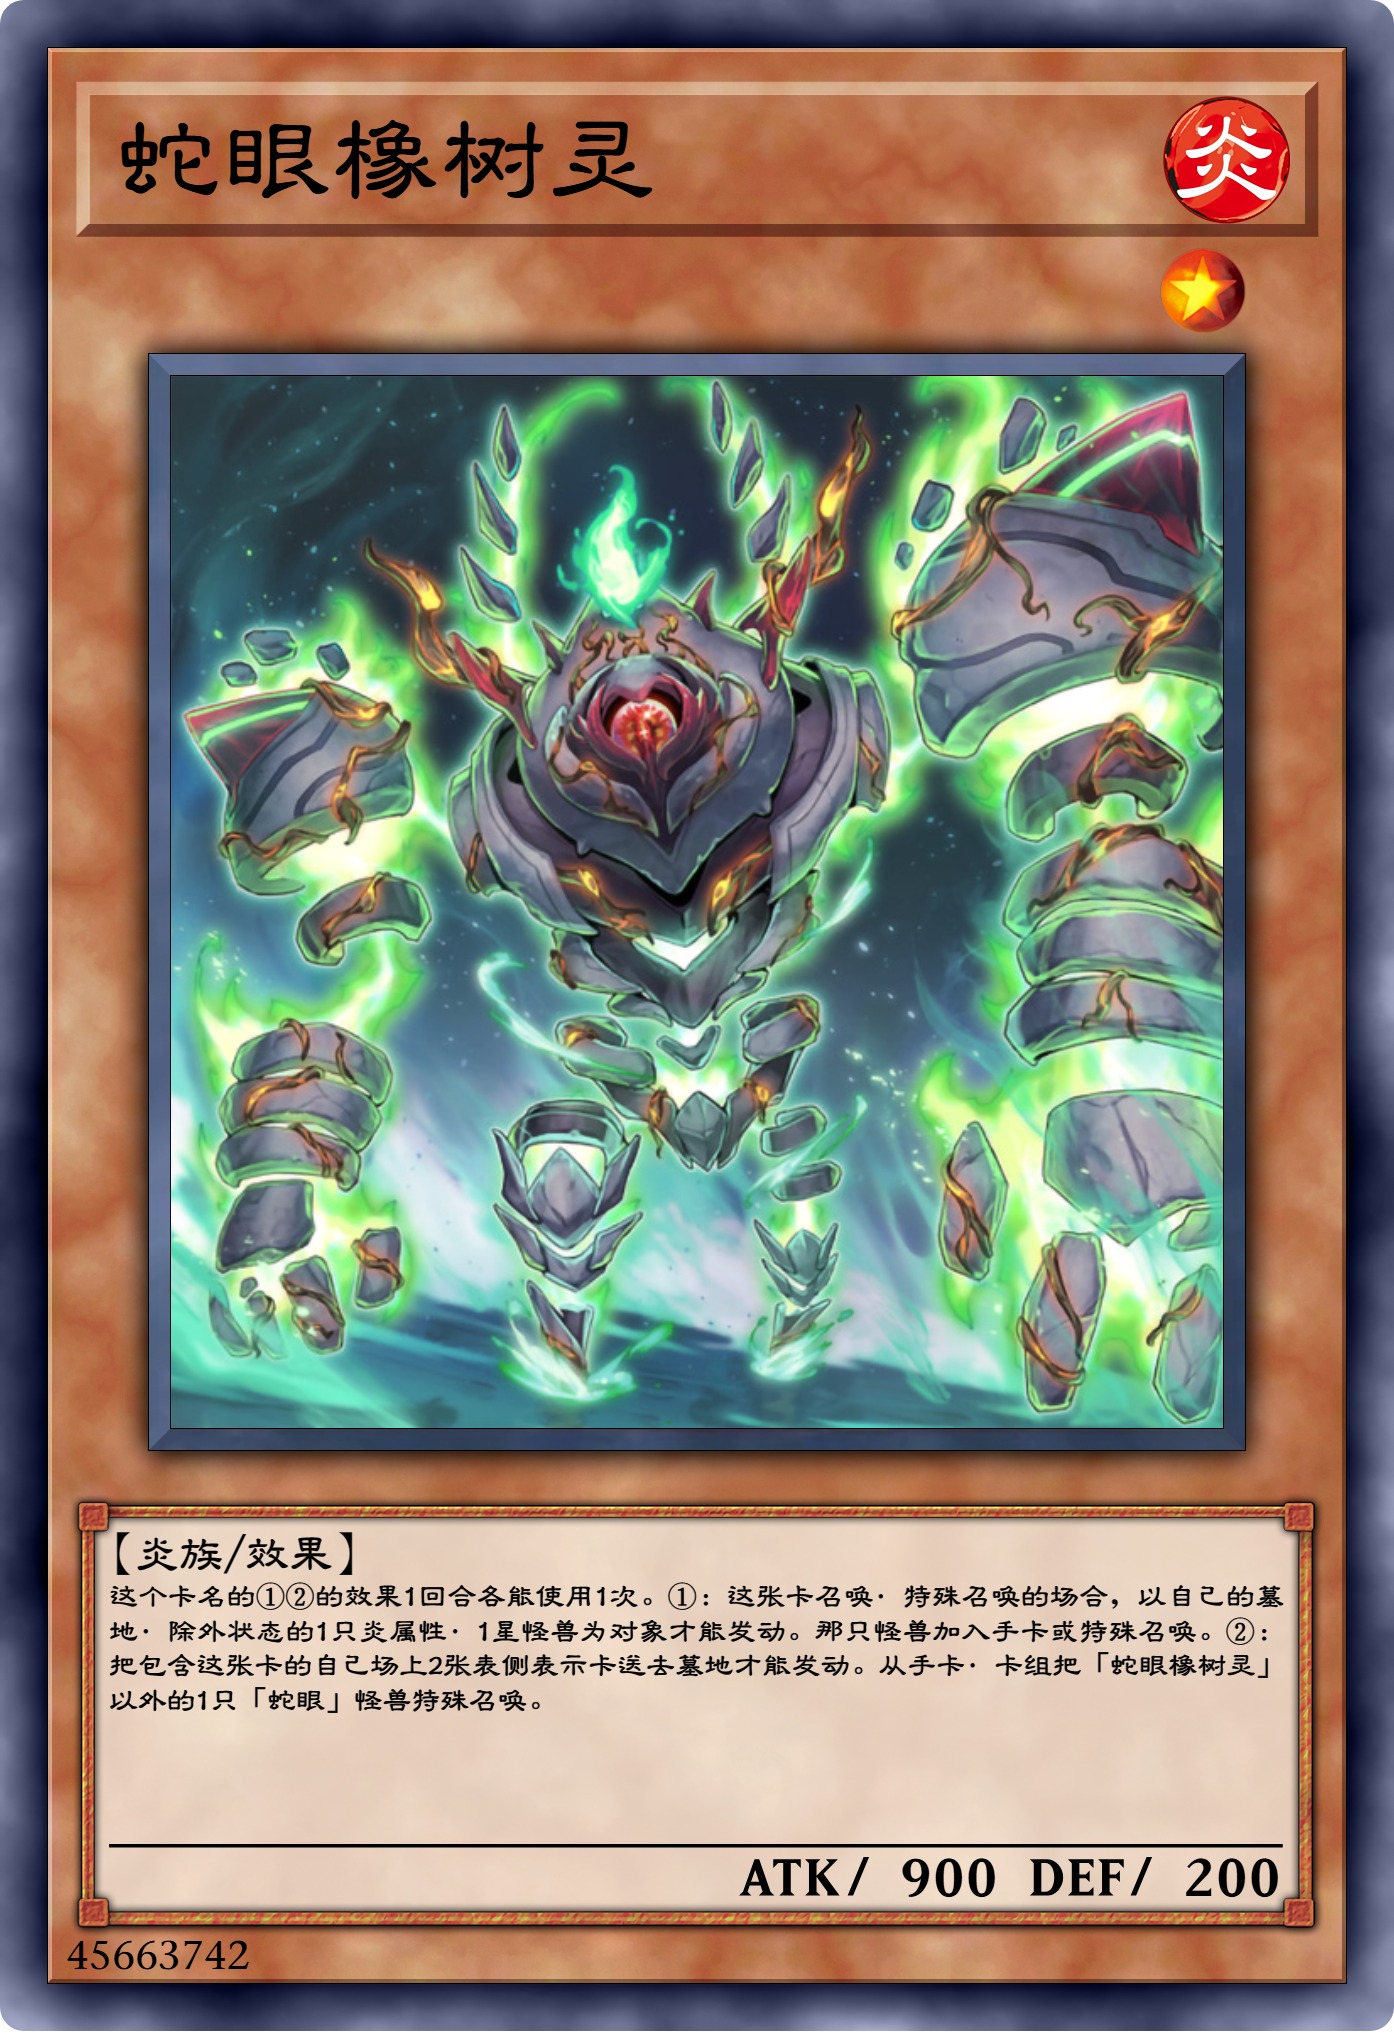 蛇眼橡树灵
炎
【炎族/效果】
这个卡名的①②的效果1回合各能使用1次。①：这张卡召唤·特殊召唤的场合，以自己的墓
地·除外状态的1只炎属性·1星怪兽为对象才能发动。那只怪兽加入手卡或特殊召唤。②：
把包含这张卡的自己场上2张表侧表示卡送去墓地才能发动。从手卡·卡组把「蛇眼橡树灵」
以外的1只「蛇眼」怪兽特殊召唤。
ATK/ 900 DEF/ 200
45663742